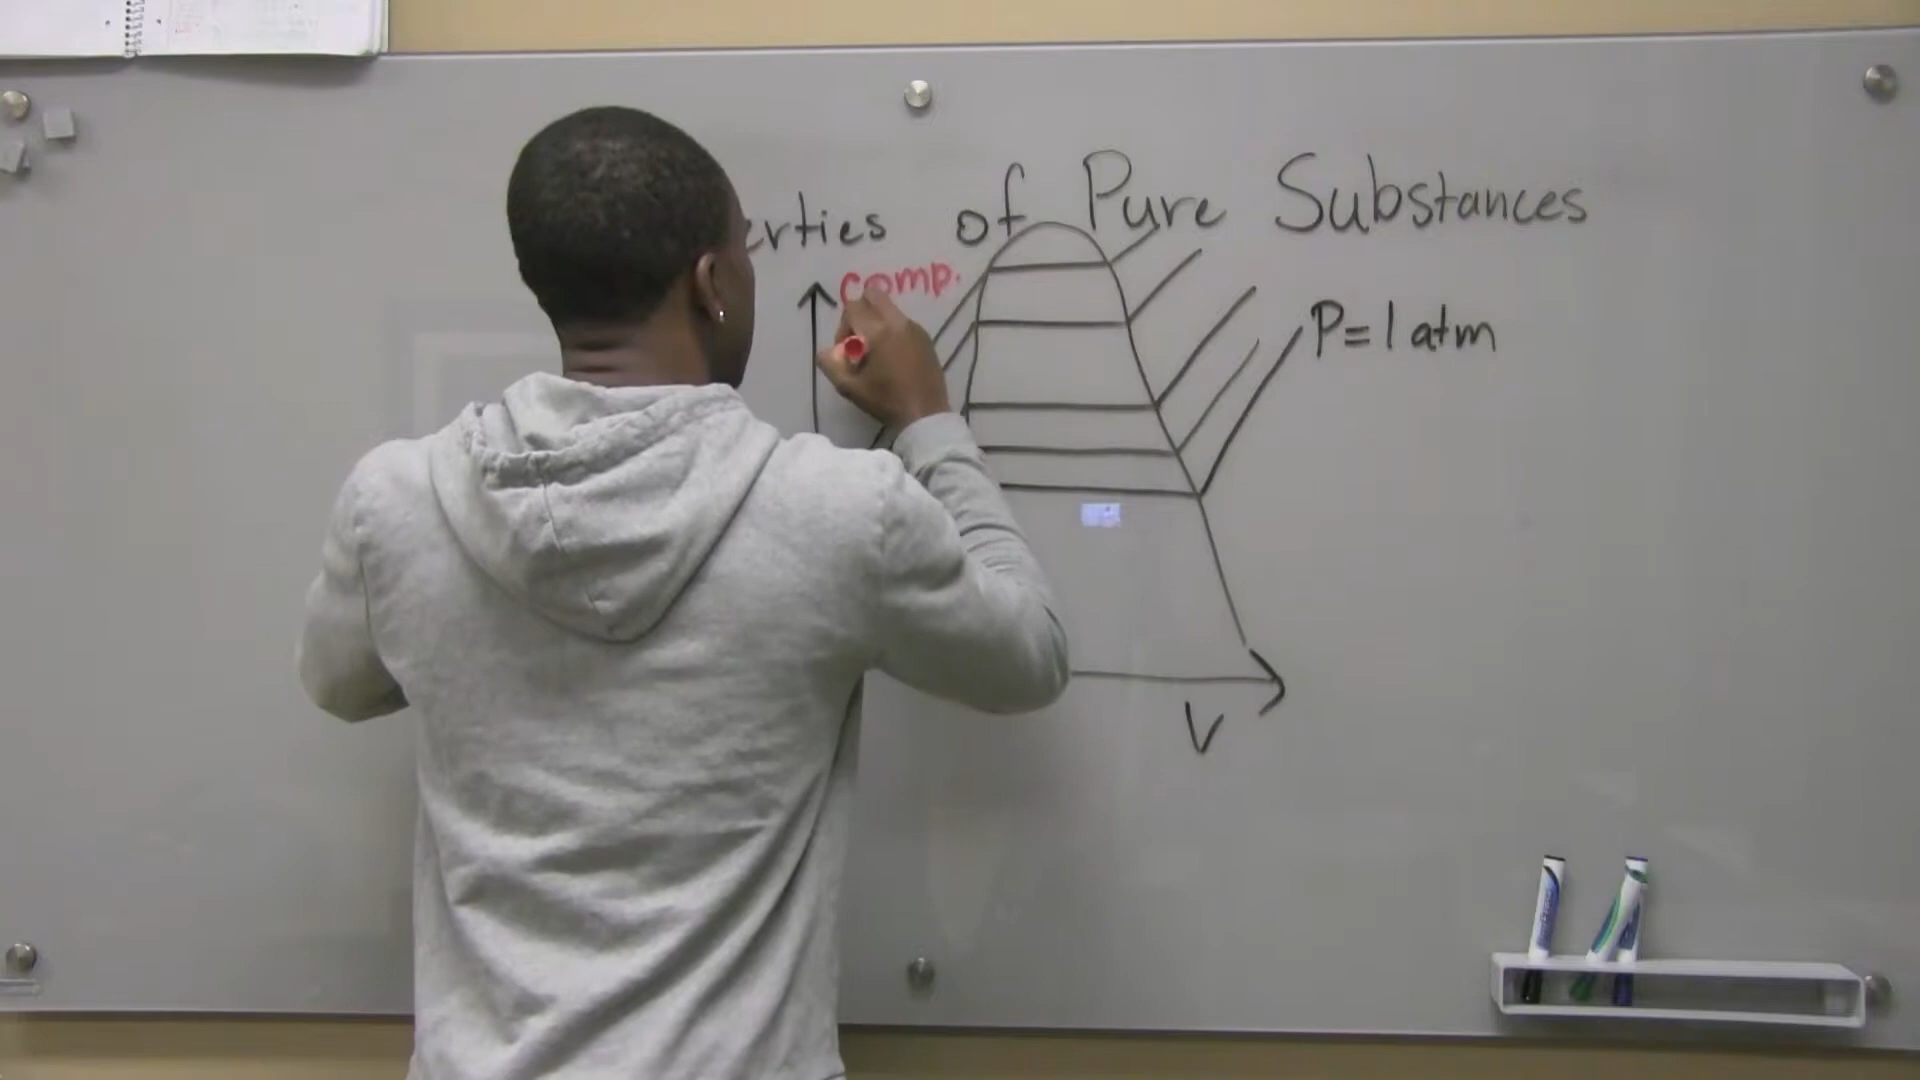 erties of Pure Substances
comp.
P=1 atm
V